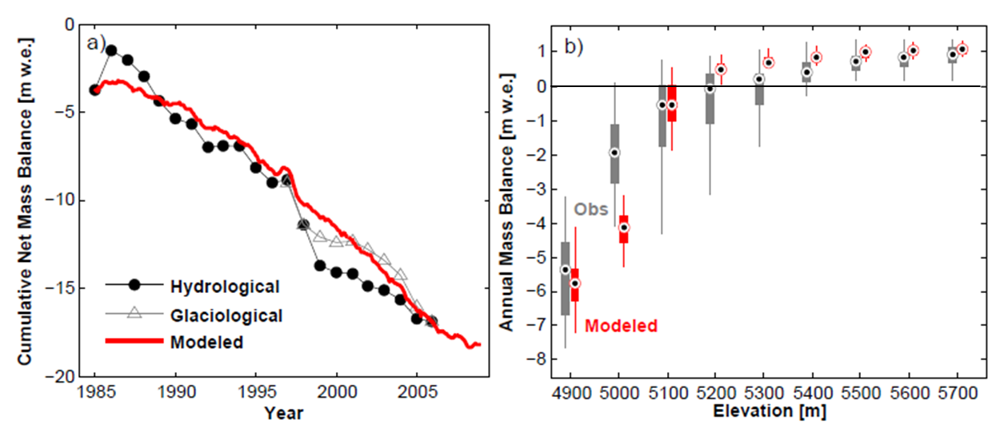 a)
Cumulative Net Mass Balance [m w.e.]
0
−5
−10
−15
−20
Hydrological
Glaciological
Modeled
1985 1990 1995 2000 2005
Year
b)
Annual Mass Balance [m w.e.]
1
0
−1
−2
−3
−4
−5
−6
−7
−8
Obs
Modeled
4900 5000 5100 5200 5300 5400 5500 5600 5700
Elevation [m]